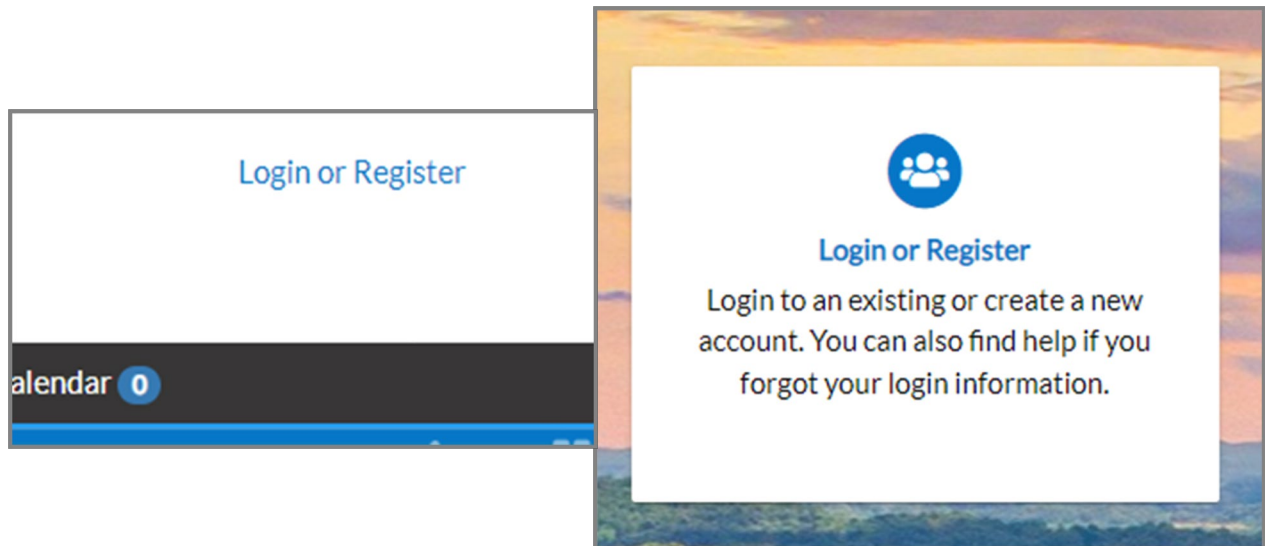 Login or Register
alendar 0
Login or Register
Login to an existing or create a new
account. You can also find help if you
forgot your login information.